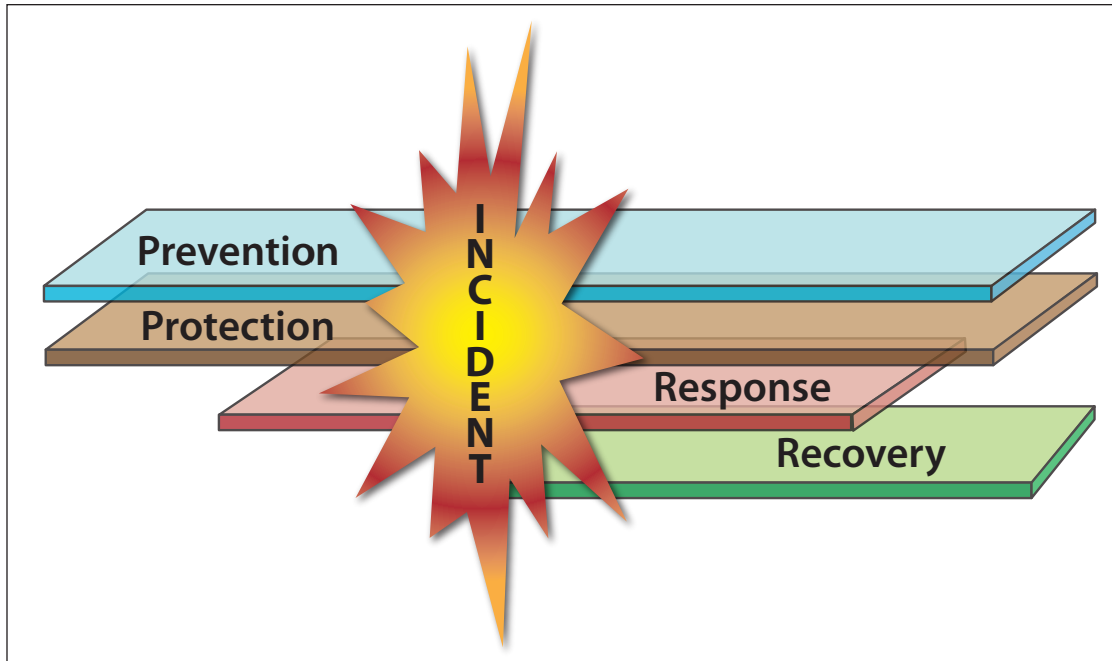 INCIDENT
Prevention
Protection
Response
Recovery